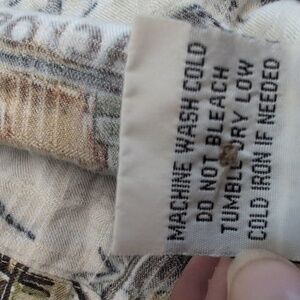 MACHINE WASH COLD
DO NOT BLEACH
TUMBLE DRY LOW
COLD IRON IF NEEDED